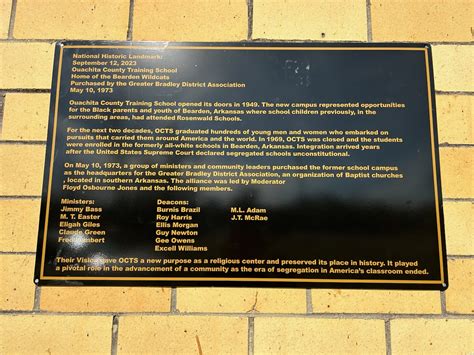 National Historic Landmark:
September 12, 2023
Ouachita County Training School
Home of the Bearden Wildcats
Purchased by the Greater Bradley District Association
May 10, 1973
Ouachita County Training School opened its doors in 1949. The new campus represented opportunities
for the Black parents and youth of Bearden, Arkansas where school children previously, in the
surrounding areas, had attended Rosenwald Schools.
For the next two decades, OCTS graduated hundreds of young men and women who embarked on
pursuits that carried them around America and the world. In 1969, OCTS was closed and the students
were enrolled in the formerly all-white schools in Bearden, Arkansas. Integration arrived years
after the United States Supreme Court declared segregated schools unconstitutional.
On May 10, 1973, a group of ministers and community leaders purchased the former school campus
as the headquarters for the Greater Bradley District Association, an organization of Baptist churches
, located in southern Arkansas. The alliance was led by Moderator
Floyd Osbourne Jones and the following members.
Ministers: Deacons:
Jimmy Bass Burnis Brazil M.L. Adam
M. T. Easter Roy Harris J.T. McRae
Eligah Giles Ellis Morgan
Claude Green Guy Newton
Fred Lambert Gee Owens
Excell Williams
Their Vision gave OCTS a new purpose as a religious center and preserved its place in history. It played
a pivotal role in the advancement of a community as the era of segregation in America's classroom ended.